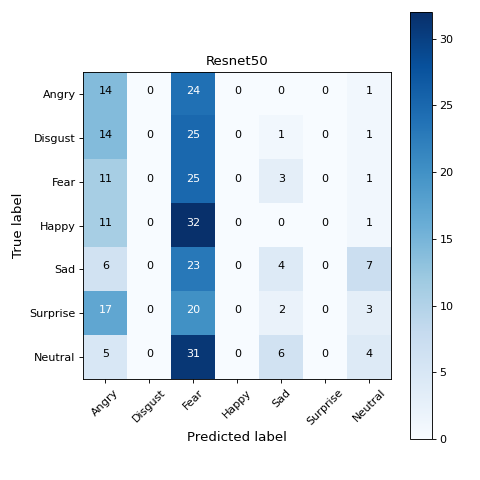 Resnet50
True label
Angry 14 0 24 0 0 0 1
Disgust 14 0 25 0 1 0 1
Fear 11 0 25 0 3 0 1
Happy 11 0 32 0 0 0 1
Sad 6 0 23 0 4 0 7
Surprise 17 0 20 0 2 0 3
Neutral 5 0 31 0 6 0 4
Angry Disgust Fear Happy Sad Surprise Neutral
Predicted label
30
25
20
15
10
5
0